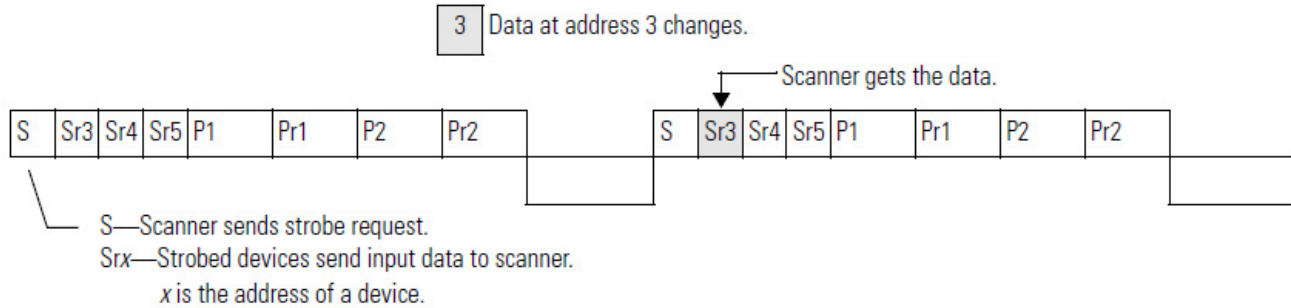 3 Data at address 3 changes.
Scanner gets the data.
S Sr3 Sr4 Sr5 P1 Pr1 P2 Pr2 S Sr3 Sr4 Sr5 P1 Pr1 P2 Pr2
S—Scanner sends strobe request.
Srx—Strobed devices send input data to scanner.
x is the address of a device.